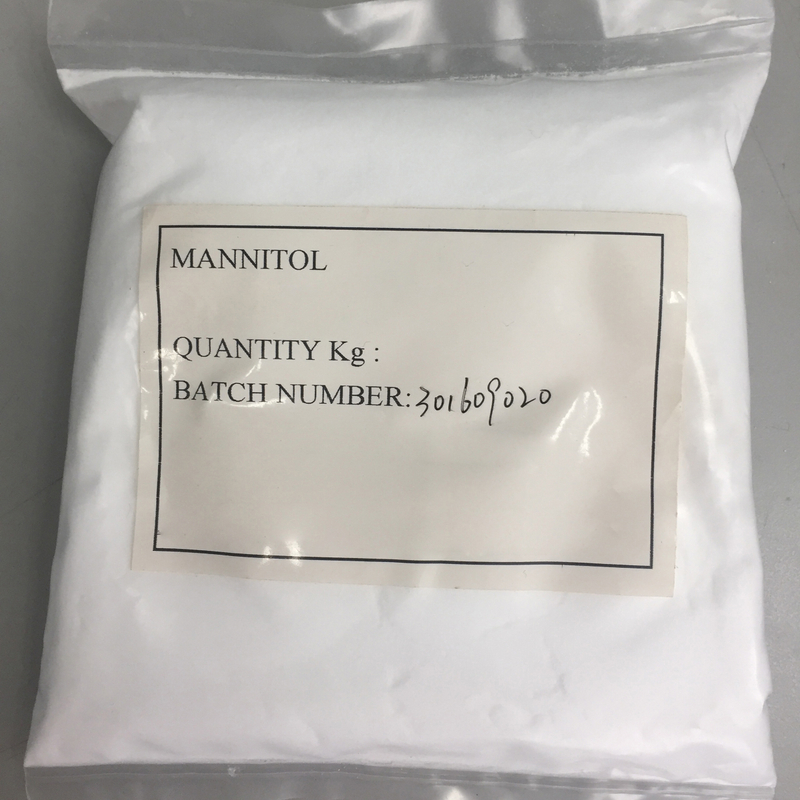 MANNITOL
QUANTITY Kg :
BATCH NUMBER:301609020